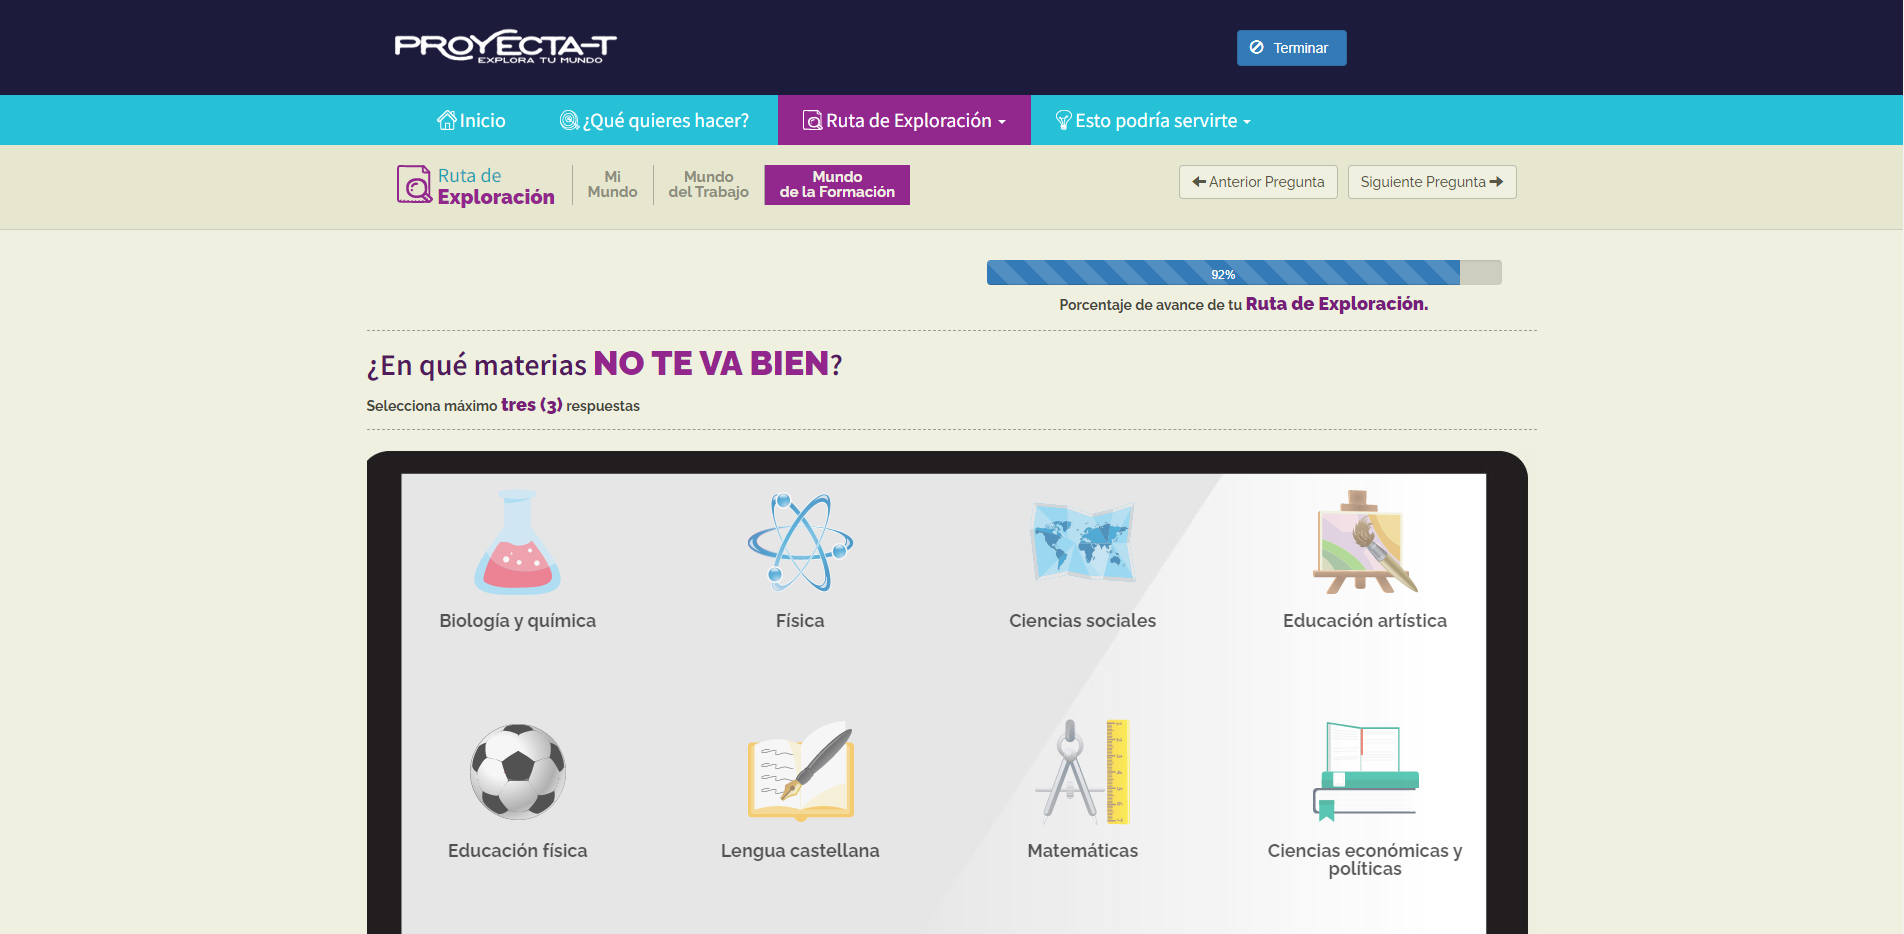 PROYECTA-T
EXPLORA TU MUNDO
Terminar
Inicio
¿Qué quieres hacer?
Ruta de Exploración
Esto podría servirte
Ruta de
Exploración
Mi
Mundo
Mundo
del Trabajo
Mundo
de la Formación
Anterior Pregunta
Siguiente Pregunta
92%
Porcentaje de avance de tu Ruta de Exploración.
¿En qué materias NO TE VA BIEN?
Selecciona máximo tres (3) respuestas
Biología y química
Física
Ciencias sociales
Educación artística
Educación física
Lengua castellana
Matemáticas
Ciencias económicas y
políticas